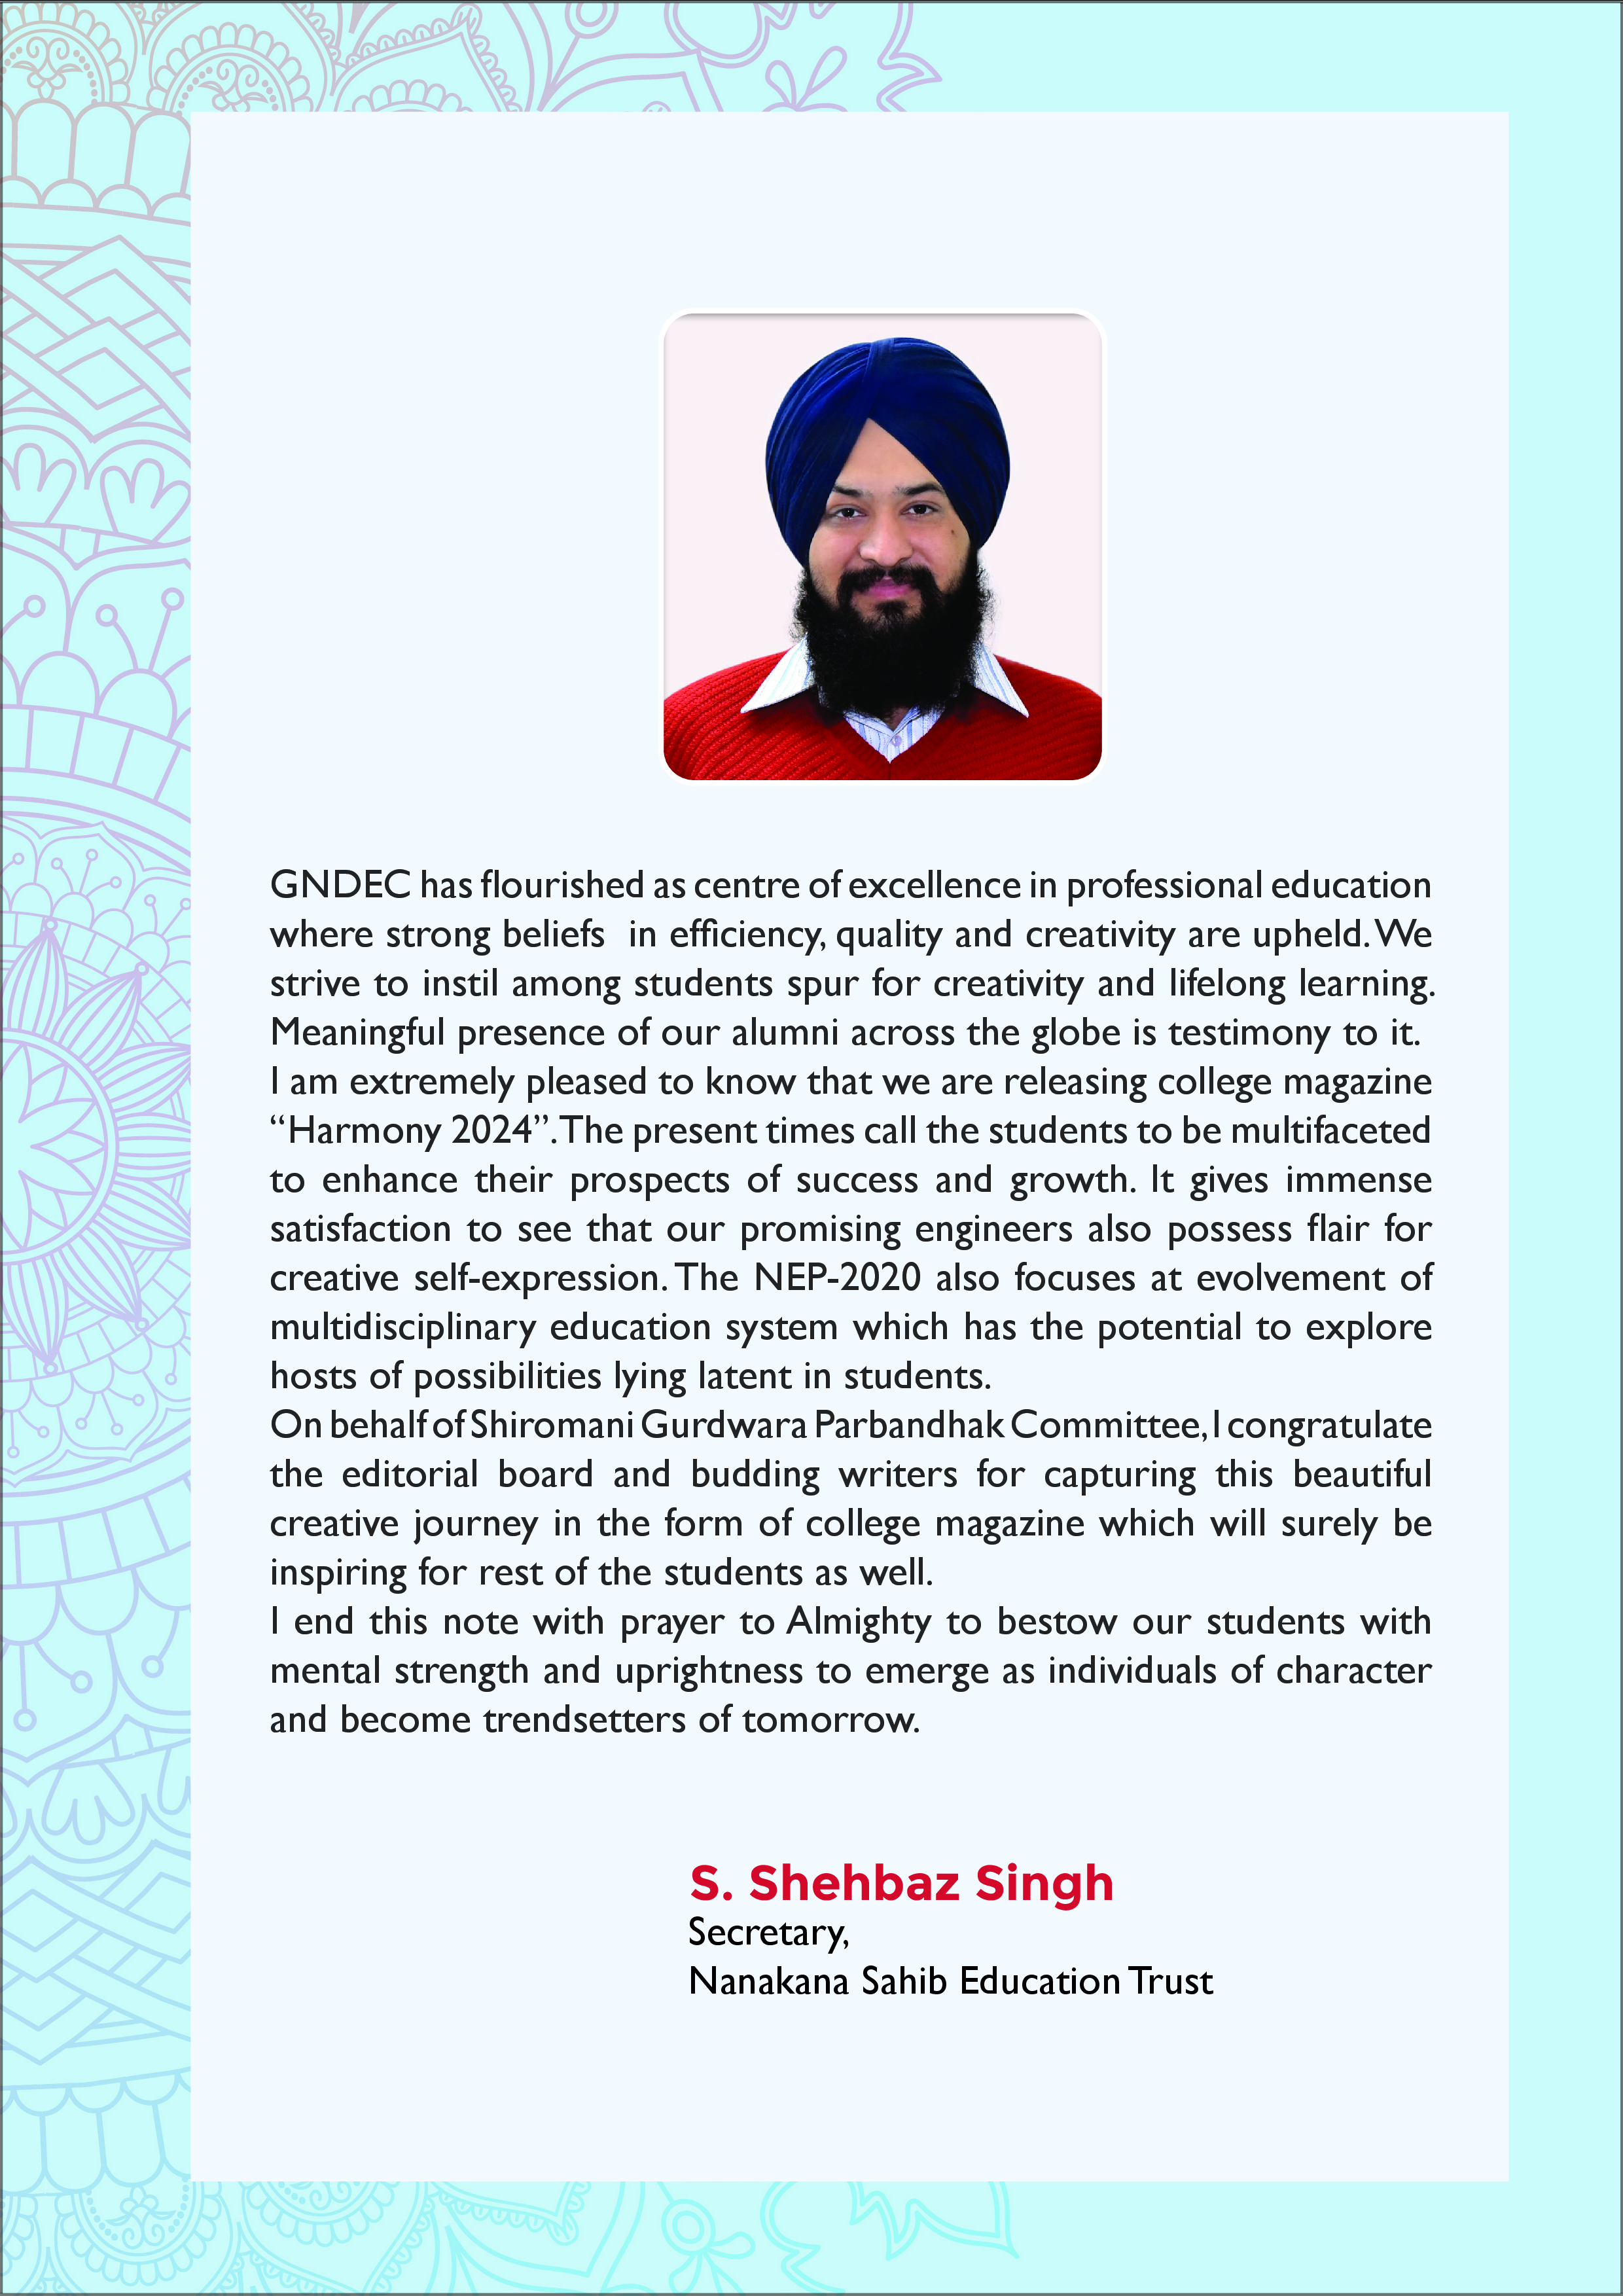 GNDEC has flourished as centre of excellence in professional education
where strong beliefs in efficiency, quality and creativity are upheld. We
strive to instil among students spur for creativity and lifelong learning.
Meaningful presence of our alumni across the globe is testimony to it.
I am extremely pleased to know that we are releasing college magazine
“Harmony 2024”. The present times call the students to be multifaceted
to enhance their prospects of success and growth. It gives immense
satisfaction to see that our promising engineers also possess flair for
creative self-expression. The NEP-2020 also focuses at evolvement of
multidisciplinary education system which has the potential to explore
hosts of possibilities lying latent in students.
On behalf of Shiromani Gurdwara Parbandhak Committee, I congratulate
the editorial board and budding writers for capturing this beautiful
creative journey in the form of college magazine which will surely be
inspiring for rest of the students as well.
I end this note with prayer to Almighty to bestow our students with
mental strength and uprightness to emerge as individuals of character
and become trendsetters of tomorrow.
S. Shehbaz Singh
Secretary,
Nanakana Sahib Education Trust